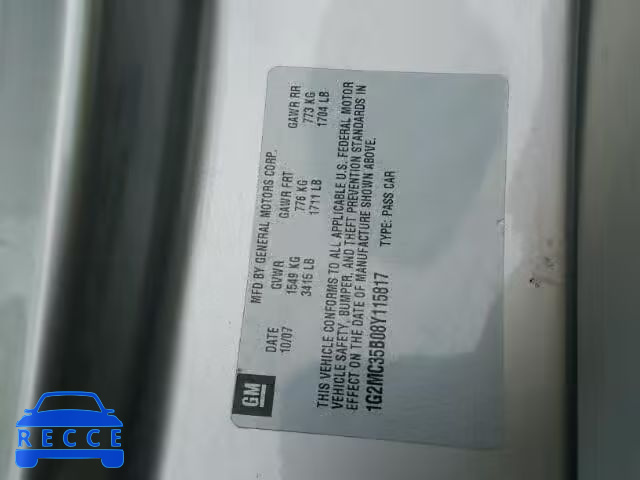 GM
MFD BY GENERAL MOTORS CORP.
DATE GVWR GAWR FRT GAWR RR
10/07 1549 KG 776 KG 773 KG
3415 LB 1711 LB 1704 LB
THIS VEHICLE CONFORMS TO ALL APPLICABLE U.S. FEDERAL MOTOR
VEHICLE SAFETY, BUMPER, AND THEFT PREVENTION STANDARDS IN
EFFECT ON THE DATE OF MANUFACTURE SHOWN ABOVE.
1G2MC35B08Y115817 TYPE: PASS CAR
RECCE